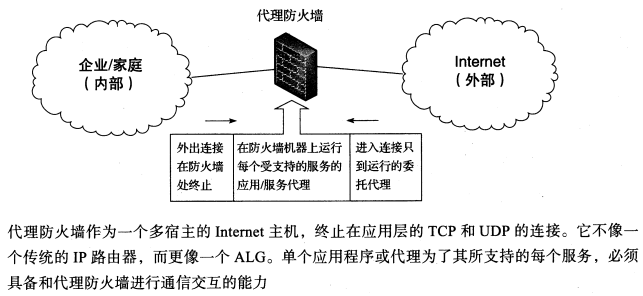 代理防火墙
企业/家庭
（内部）
Internet
（外部）
外出连接
在防火墙
处终止
在防火墙机器上运行
每个受支持的服务的
应用/服务代理
进入连接只
到运行的委
托代理
代理防火墙作为一个多宿主的 Internet 主机，终止在应用层的 TCP 和 UDP 的连接。它不像一
个传统的 IP 路由器，而更像一个 ALG。单个应用程序或代理为了其所支持的每个服务，必须
具备和代理防火墙进行通信交互的能力